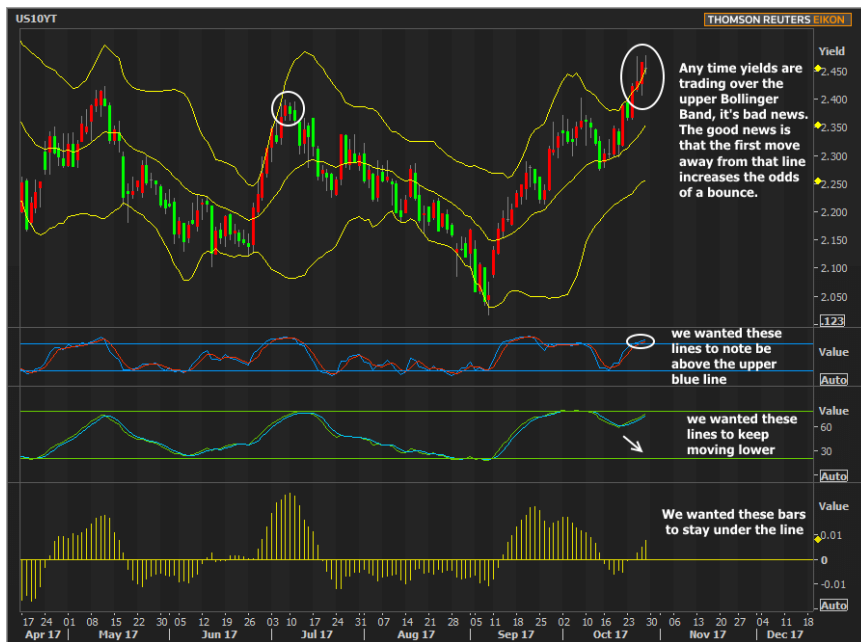 US10YT
THOMSON REUTERS EIKON
Yield
2.450
2.400
2.350
2.300
2.250
2.200
2.150
2.100
2.050
.123
Any time yields are
trading over the
upper Bollinger
Band, it's bad news.
The good news is
that the first move
away from that line
increases the odds
of a bounce.
we wanted these
lines to note be
above the upper
blue line
Value
Auto
we wanted these
lines to keep
moving lower
Value
60
30
Auto
We wanted these bars
to stay under the line
Value
0.01
0
-0.01
Auto
17 24 01 08 15 22 30 05 12 19 26 03 10 17 24 31 07 14 21 28 05 11 18 25 02 09 16 23 30 06 13 20 27 04 11 18
Apr 17 May 17 Jun 17 Jul 17 Aug 17 Sep 17 Oct 17 Nov 17 Dec 17